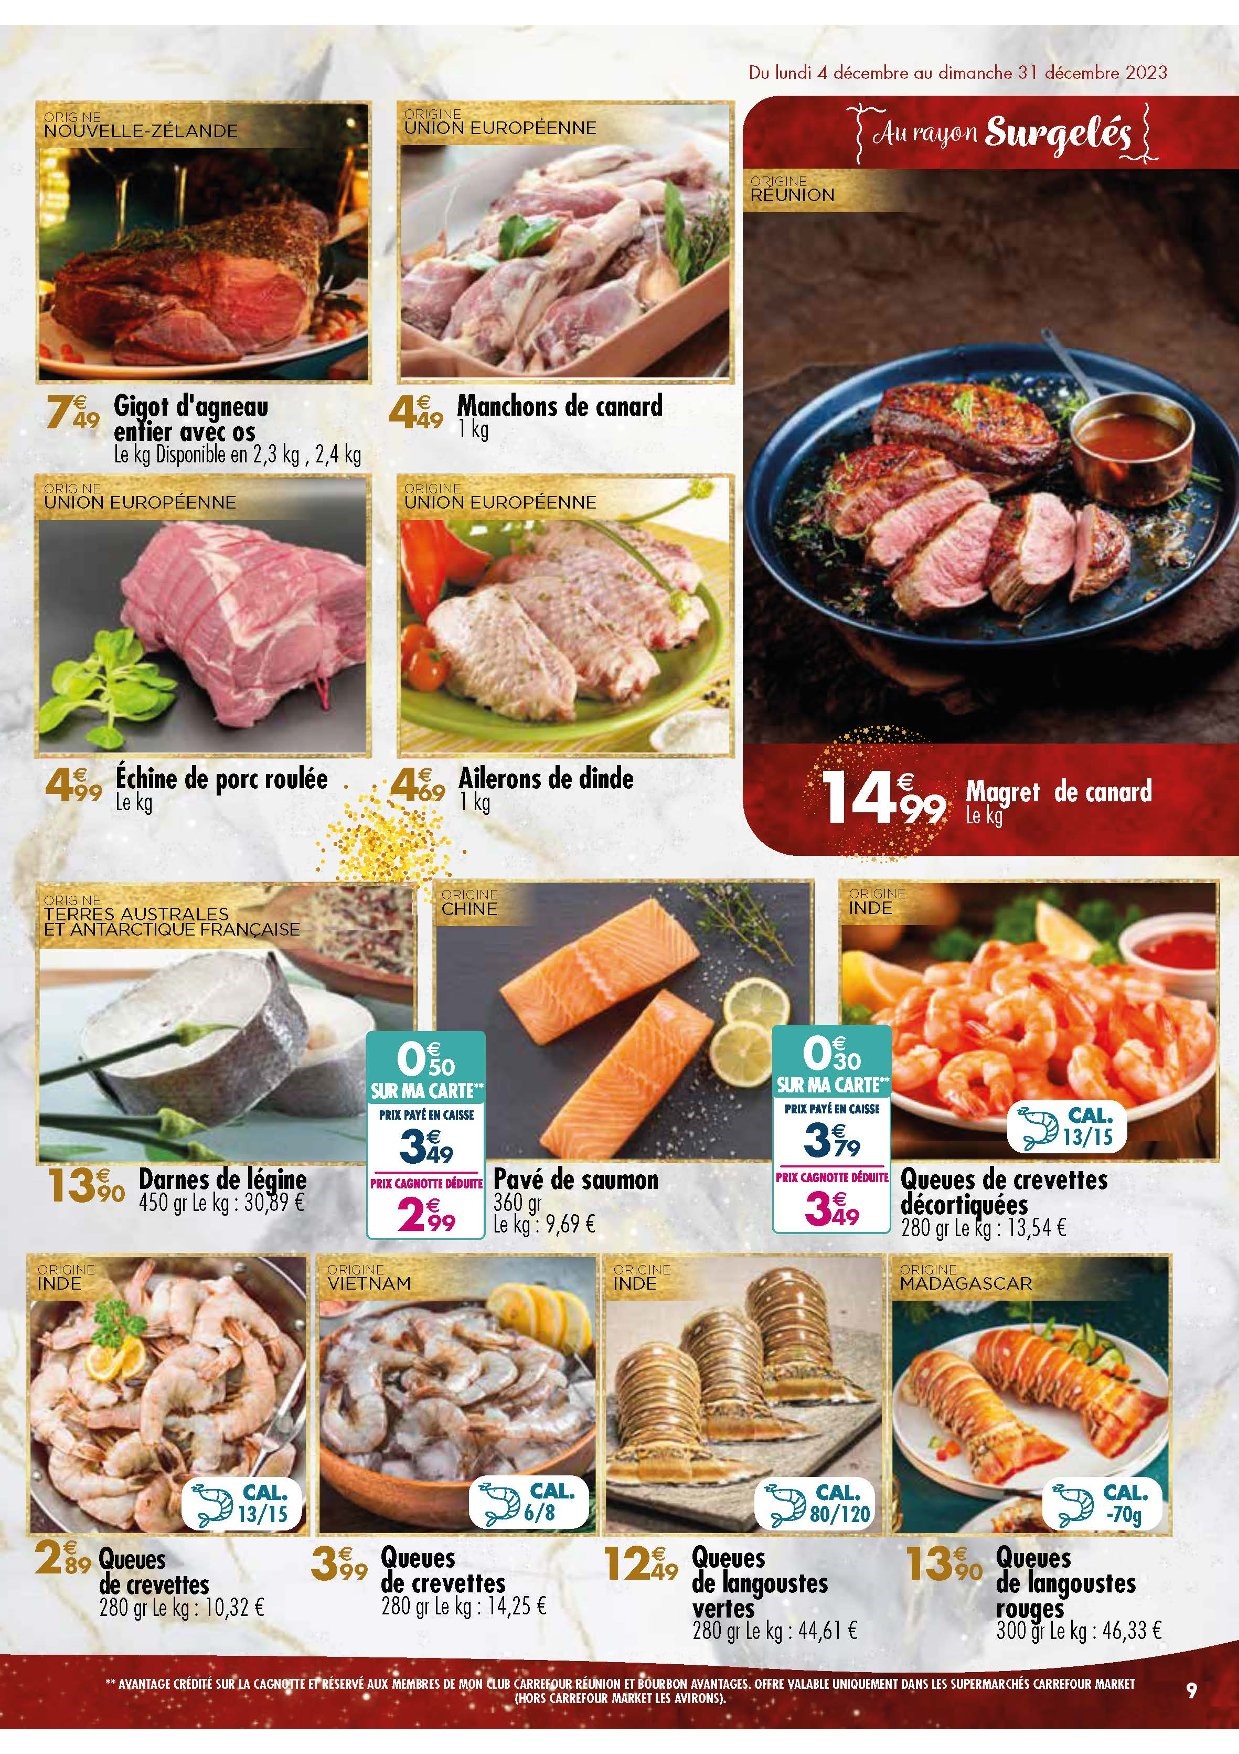 Du lundi 4 décembre au dimanche 31 décembre 2023
Au rayon Surgelés
ORIGINE
NOUVELLE-ZÉLANDE
7€49
Gigot d'agneau
entier avec os
Le kg Disponible en 2,3 kg , 2,4 kg
ORIGINE
UNION EUROPÉENNE
4€49
Manchons de canard
1 kg
ORIGINE
RÉUNION
14€99
Magret de canard
Le kg
ORIGINE
UNION EUROPÉENNE
4€99
Échine de porc roulée
Le kg
ORIGINE
UNION EUROPÉENNE
4€69
Ailerons de dinde
1 kg
ORIGINE
TERRES AUSTRALES
ET ANTARCTIQUE FRANÇAISE
13€90
Darnes de légine
450 gr Le kg : 30,89 €
ORIGINE
CHINE
0€50
SUR MA CARTE**
PRIX PAYÉ EN CAISSE
3€49
PRIX CAGNOTTE DÉDUITE
2€99
Pavé de saumon
360 gr
Le kg : 9,69 €
ORIGINE
INDE
0€30
SUR MA CARTE**
PRIX PAYÉ EN CAISSE
3€79
PRIX CAGNOTTE DÉDUITE
3€49
CAL.
13/15
Queues de crevettes
décortiquées
280 gr Le kg : 13,54 €
ORIGINE
INDE
CAL.
13/15
2€89
Queues
de crevettes
280 gr Le kg : 10,32 €
ORIGINE
VIETNAM
CAL.
6/8
3€99
Queues
de crevettes
280 gr Le kg : 14,25 €
ORIGINE
INDE
CAL.
80/120
12€49
Queues
de langoustes
vertes
280 gr Le kg : 44,61 €
ORIGINE
MADAGASCAR
CAL.
-70g
13€90
Queues
de langoustes
rouges
300 gr Le kg : 46,33 €
** AVANTAGE CRÉDITÉ SUR LA CAGNOTTE ET RÉSERVÉ AUX MEMBRES DE MON CLUB CARREFOUR RÉUNION ET BOURBON AVANTAGES. OFFRE VALABLE UNIQUEMENT DANS LES SUPERMARCHÉS CARREFOUR MARKET
(HORS CARREFOUR MARKET LES AVIRONS).
9